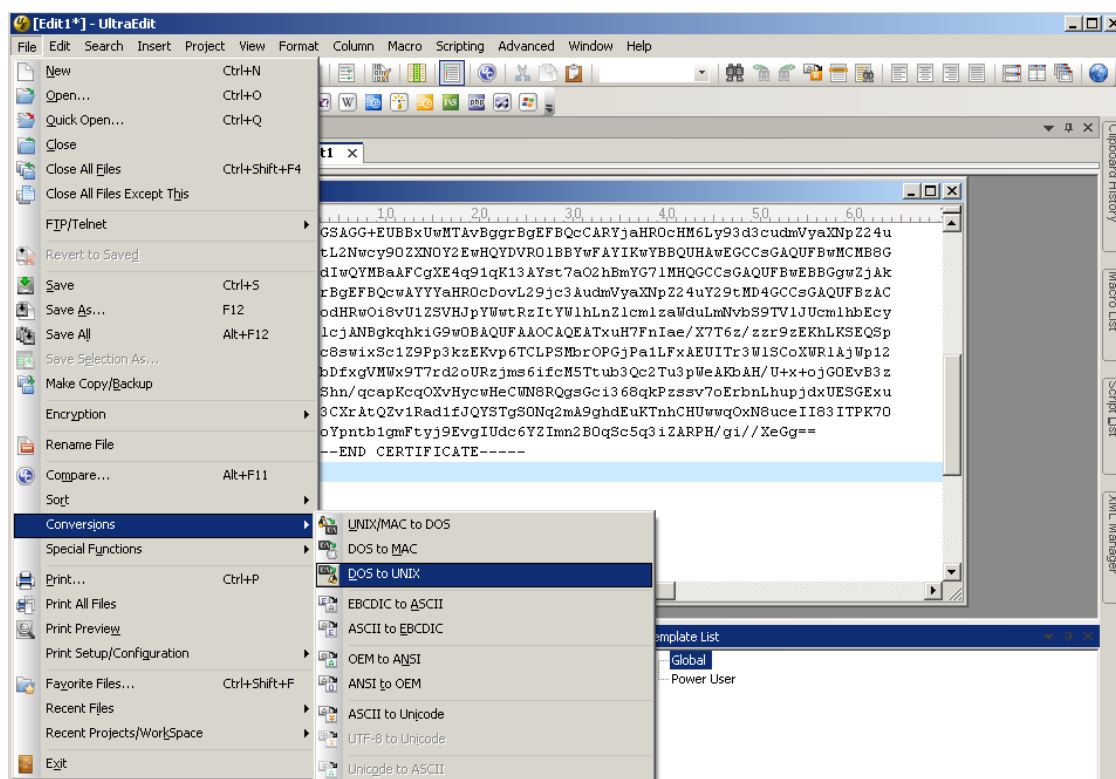 [Edit1*] - UltraEdit
File Edit Search Insert Project View Format Column Macro Scripting Advanced Window Help
New Ctrl+N
Open... Ctrl+O
Quick Open... Ctrl+Q
Close
Close All Files Ctrl+Shift+F4
Close All Files Except This
FTP/Telnet
Revert to Saved
Save Ctrl+S
Save As... F12
Save All Alt+F12
Save Selection As...
Make Copy/Backup
Encryption
Rename File
Compare... Alt+F11
Sort
Conversions
Special Functions
Print... Ctrl+P
Print All Files
Print Preview
Print Setup/Configuration
Favorite Files... Ctrl+Shift+F
Recent Files
Recent Projects/WorkSpace
Exit
t1
10 20 30 40 50 60
GSAGG+EUBBxUwMTAvBggrBgEFBQcCARYjaHR0cHM6Ly93d3cudmVyaXNpZ24u
tL2Nwcy90ZXN0Y2EwHQYDVR0lBBYwFAYIKwYBBQUHAwEGCCsGAQUFBwMCMB8G
dIwQYMBaAFCgXE4q91qK13AYst7aO2hBmYG71MHQGCCsGAQUFBwEBBGgwZjAk
rBgEFBQcwAYYYaHR0cDovL29jc3AudmVyaXNpZ24uY29tMD4GCCsGAQUFBzAC
odHRwOi8vU1ZSVHJpYWwtRzItYWlhLnZlcmlzaWduLmNvbS9TVlJUcmlhbEcy
lcjANBgkqhkiG9w0BAQUFAAOCAQEATxuH7FnIae/X7T6z/zzr9zEKhLKSEQSp
c8swixSc1Z9Pp3kzEKvp6TCLPSMbrOPGjPa1LFxAEUITr3W1SCoXWR1AjWp12
bDfxgVMWx9T7rd2oURzjms6ifcM5Ttub3Qc2Tu3pWeAKbAH/U+x+ojGOEvB3z
Shn/qcapKcqOXvHycwHeCWN8RQgsGci368qkPzssv7oErbnLhupjdxUESGExu
3CXrAtQZv1Rad1fJQYSTgSONq2mA9ghdEuKTnhCHUwwqOxN8uceII83ITPK70
oYpntb1gmFtyj9EvgIUdc6YZImn2B0qSc5q3iZARPH/gi//XeGg==
--END CERTIFICATE-----
UNIX/MAC to DOS
DOS to MAC
DOS to UNIX
EBCDIC to ASCII
ASCII to EBCDIC
OEM to ANSI
ANSI to OEM
ASCII to Unicode
UTF-8 to Unicode
Unicode to ASCII
emplate List
Global
Power User
Clipboard History
Macro List
Script List
XML Manager